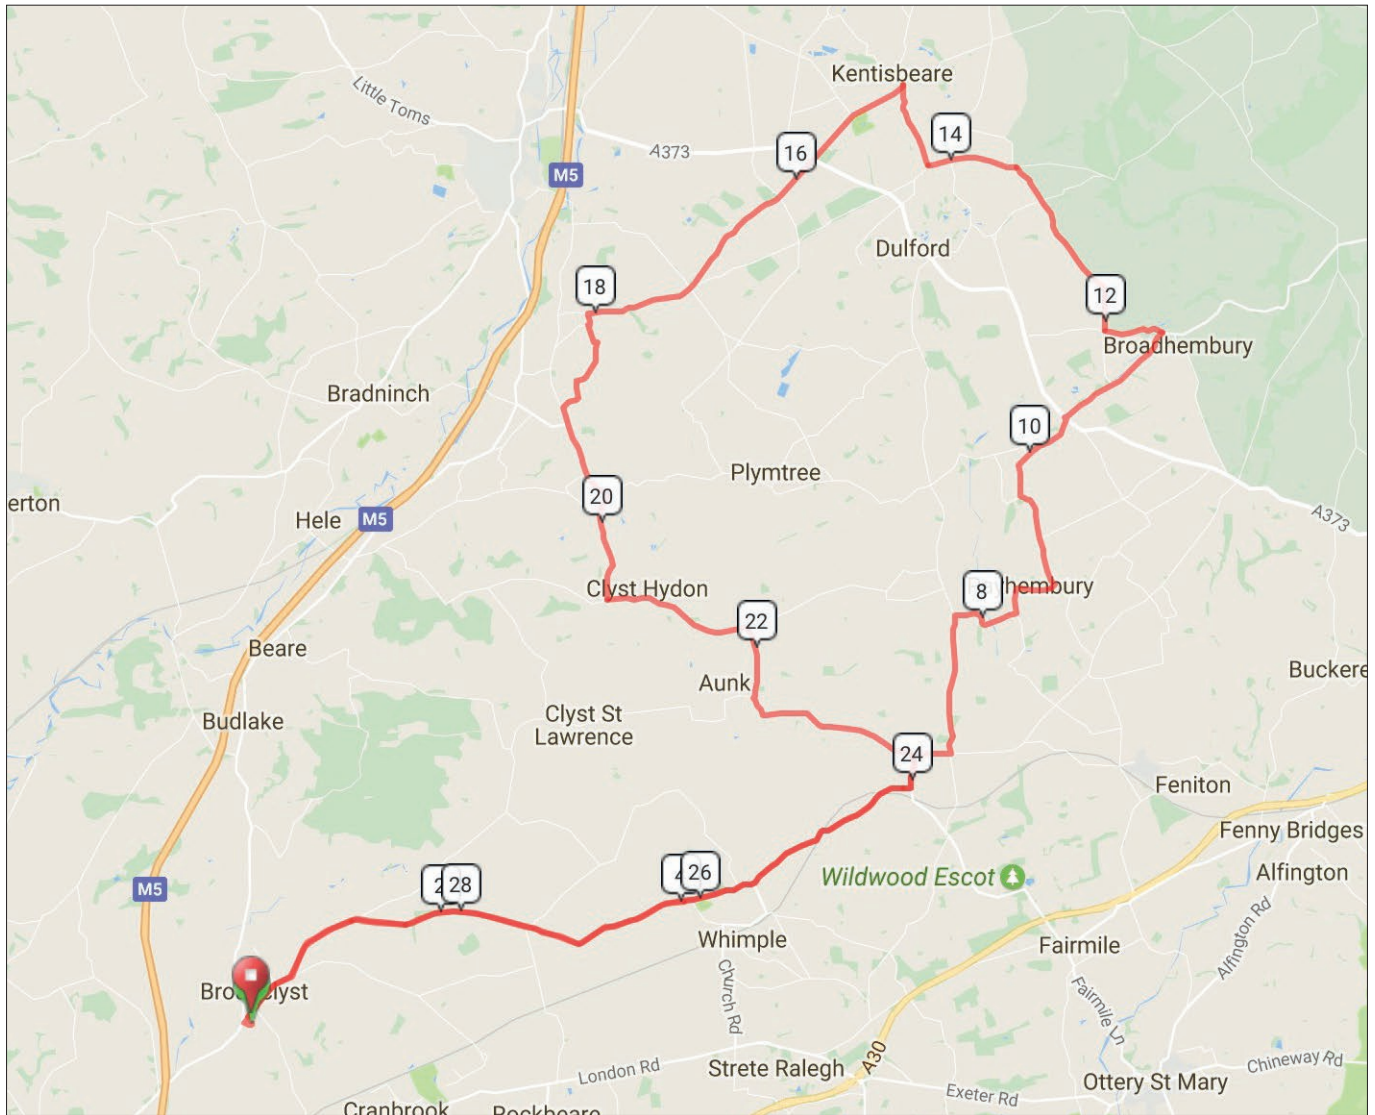 Kentisbeare
Little Toms
14
A373
16
M5
Dulford
18
12
Broadhembury
Bradninch
10
Plymtree
20
erton
Hele
M5
A373
Clyst Hydon
8
hembury
22
Beare
Aunk
Buckere
Budlake
Clyst St
Lawrence
24
Feniton
Fenny Bridges
Alfington
Wildwood Escot
26
28
2
4
M5
Whimple
Fairmile
Alfington Rd
Church Rd
Fairmile Ln
A30
London Rd
Strete Ralegh
Exeter Rd
Ottery St Mary
Chineway Rd
Cranbrook
Rockbeare